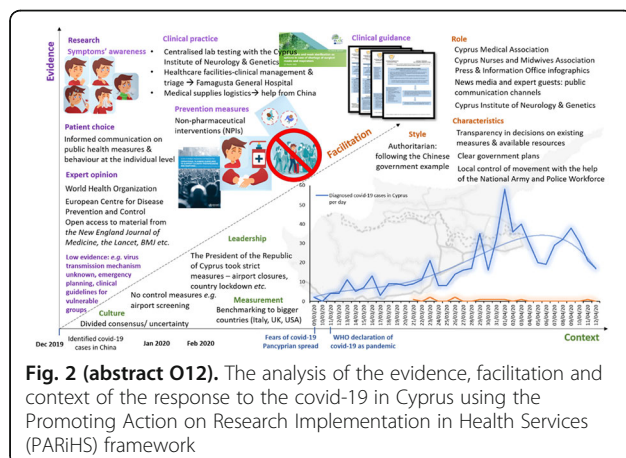 Evidence
Research
Symptoms' awareness
Patient choice
Informed communication on
public health measures &
behaviour at the individual level
Expert opinion
World Health Organization
European Centre for Disease
Prevention and Control
Open access to material from
the New England Journal of
Medicine, the Lancet, BMJ etc.
Low evidence: e.g. virus
transmission mechanism
unknown, emergency
planning, clinical
guidelines for
vulnerable
groups.
Clinical practice
• Centralised lab testing with the Cyprus
Institute of Neurology & Genetics
• Healthcare facilities-clinical management &
triage → Famagusta General Hospital
• Medical supplies logistics → help from China
Prevention measures
Non-pharmaceutical
interventions (NPIs)
Clinical guidance
Facilitation
Role
Cyprus Medical Association
Cyprus Nurses and Midwives Association
Press & Information Office infographics
News media and expert guests: public
communication channels
Cyprus Institute of Neurology & Genetics
Style
Authoritarian:
following the Chinese
government example
Characteristics
Transparency in decisions on existing
measures & available resources
Clear government plans
Local control of movement with the help
of the National Army and Police Workforce
Leadership
The President of the Republic
of Cyprus took strict
measures – airport closures,
country lockdown etc.
Measurement
Benchmarking to bigger
countries (Italy, UK, USA)
No control measures e.g.
airport screening
Culture
Divided consensus/ uncertainty
Diagnosed covid-19 cases in Cyprus
per day
60
50
40
30
20
10
0
Dec 2019
Identified covid-19
cases in China
Jan 2020
Feb 2020
Fears of covid-19
Pancyprian spread
WHO declaration of
covid-19 as pandemic
Context
Fig. 2 (abstract O12). The analysis of the evidence, facilitation and
context of the response to the covid-19 in Cyprus using the
Promoting Action on Research Implementation in Health Services
(PARiHS) framework